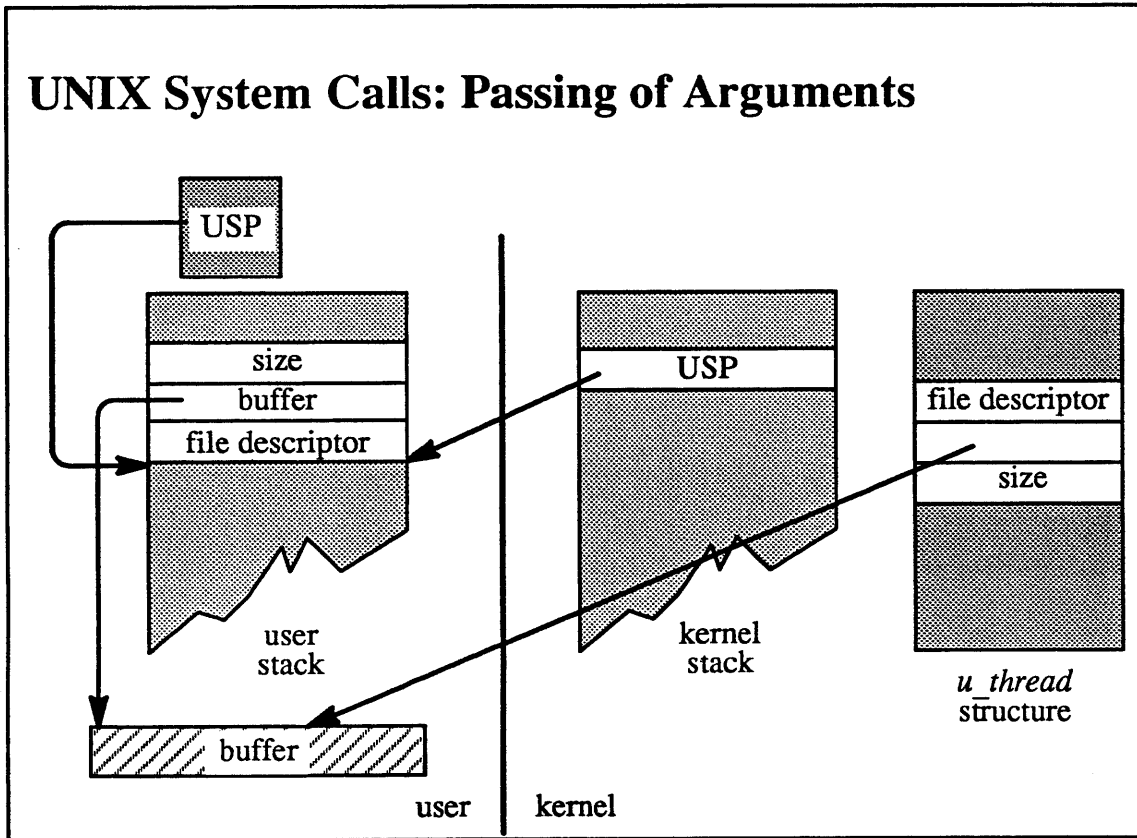 UNIX System Calls: Passing of Arguments
USP
size
buffer
file descriptor
user
stack
buffer
user
kernel
USP
kernel
stack
file descriptor
size
u_thread
structure